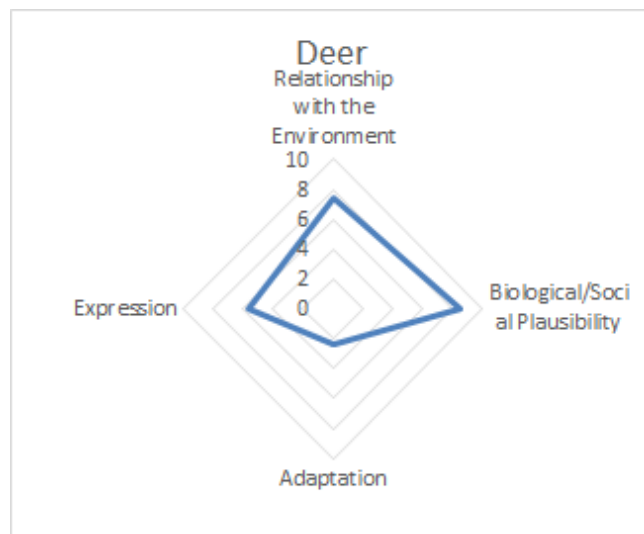 Deer
Relationship
with the
Environment
10
8
6
4
2
0
Expression
Biological/Soci
al Plausibility
Adaptation